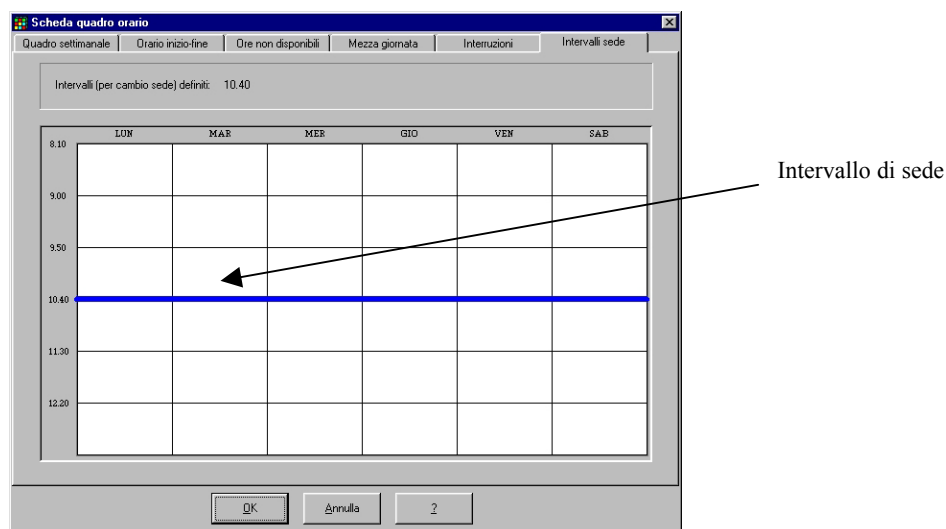 Scheda quadro orario
Quadro settimanale Orario inizio-fine Ore non disponibili Mezza giornata Interruzioni Intervalli sede
Intervalli (per cambio sede) definiti: 10.40
LUN MAR MER GIO VEN SAB
8.10
Intervallo di sede
9.00
9.50
10.40
11.30
12.20
OK Annulla ?